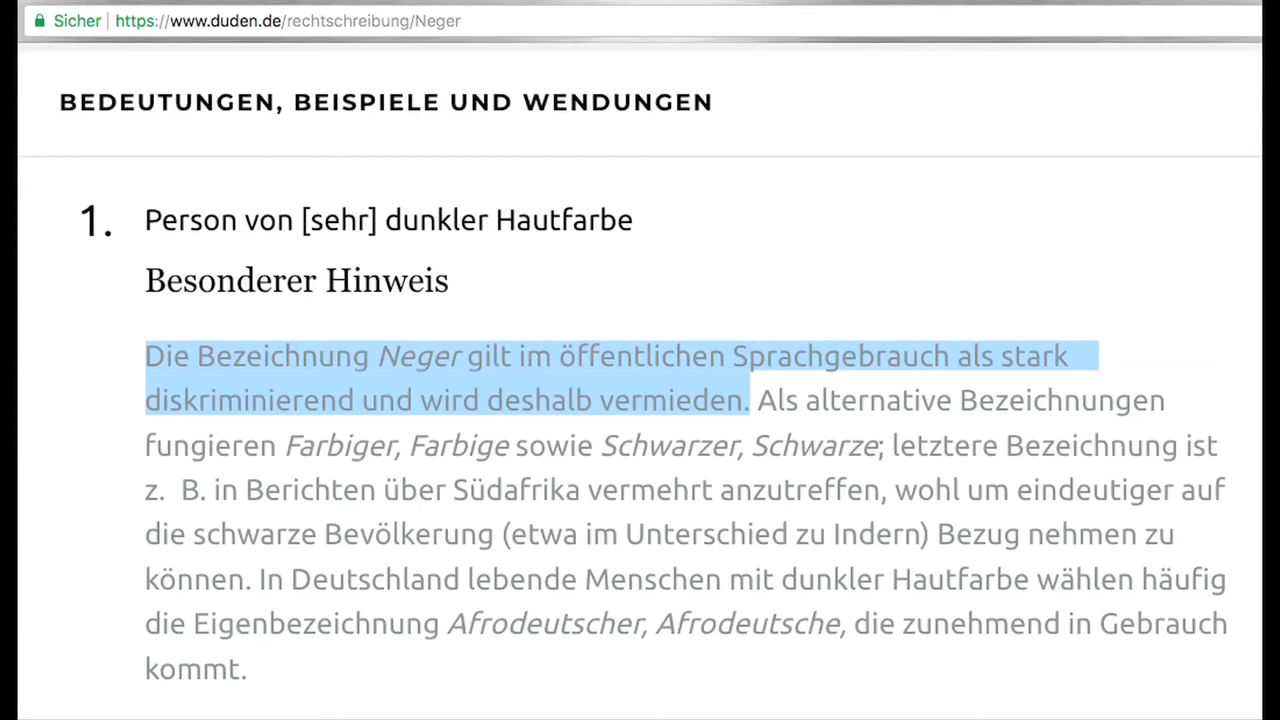 Sicher | https://www.duden.de/rechtschreibung/Neger
BEDEUTUNGEN, BEISPIELE UND WENDUNGEN
1. Person von [sehr] dunkler Hautfarbe
Besonderer Hinweis
Die Bezeichnung Neger gilt im öffentlichen Sprachgebrauch als stark
diskriminierend und wird deshalb vermieden. Als alternative Bezeichnungen
fungieren Farbiger, Farbige sowie Schwarzer, Schwarze; letztere Bezeichnung ist
z. B. in Berichten über Südafrika vermehrt anzutreffen, wohl um eindeutiger auf
die schwarze Bevölkerung (etwa im Unterschied zu Indern) Bezug nehmen zu
können. In Deutschland lebende Menschen mit dunkler Hautfarbe wählen häufig
die Eigenbezeichnung Afrodeutscher, Afrodeutsche, die zunehmend in Gebrauch
kommt.